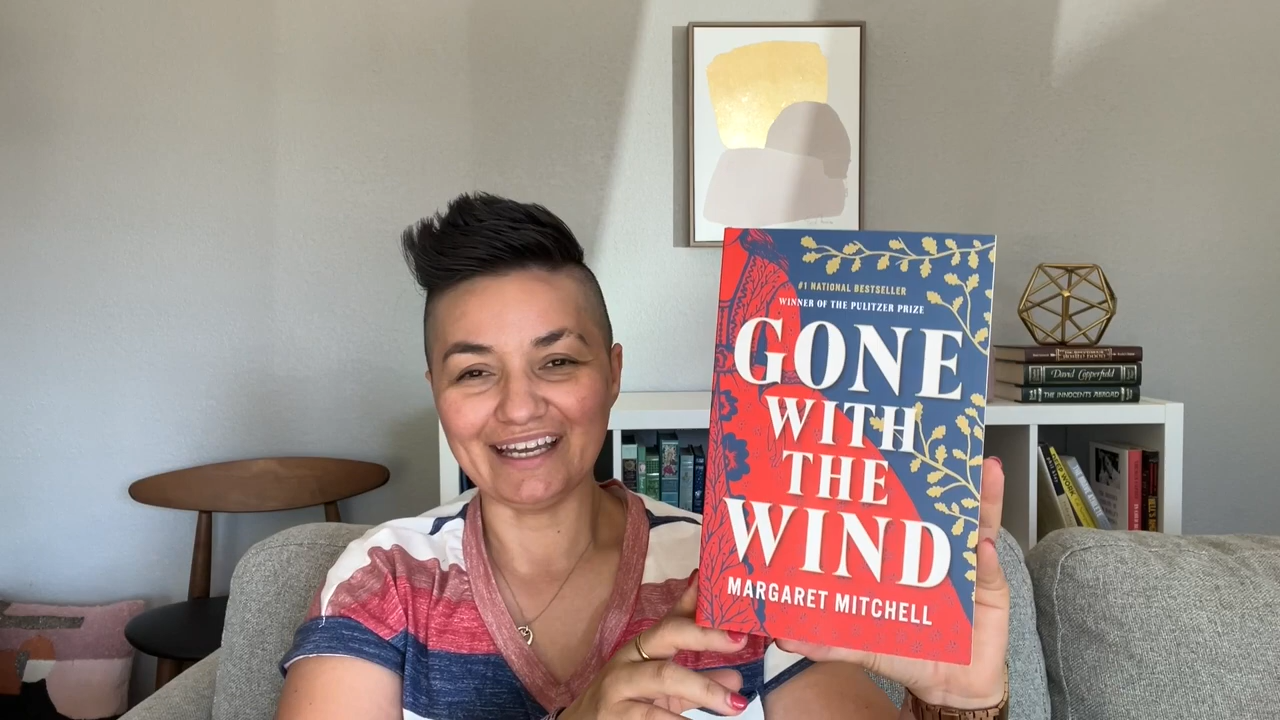 #1 NATIONAL BESTSELLER
WINNER OF THE PULITZER PRIZE
GONE
WITH
THE
WIND
MARGARET MITCHELL
David Copperfield
THE INNOCENTS ABROAD